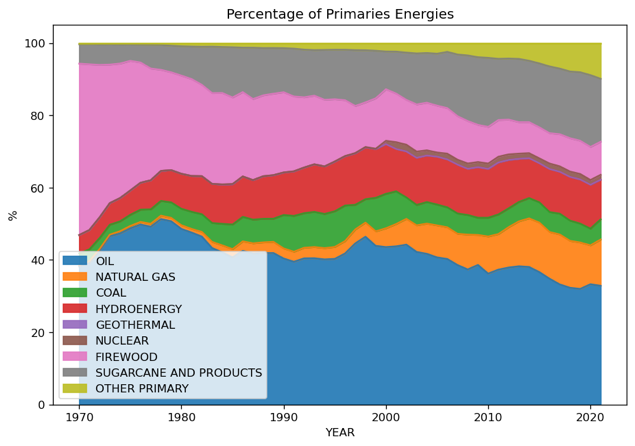 Percentage of Primaries Energies
100
80
60
40
20
0
%
OIL
NATURAL GAS
COAL
HYDROENERGY
GEOTHERMAL
NUCLEAR
FIREWOOD
SUGARCANE AND PRODUCTS
OTHER PRIMARY
1970 1980 1990 2000 2010 2020
YEAR